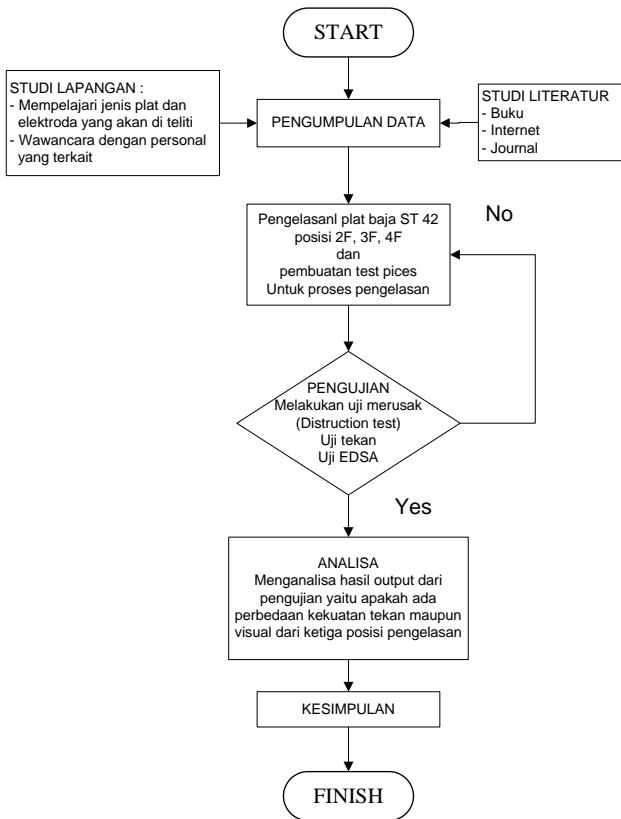 START
STUDI LAPANGAN :
- Mempelajari jenis plat dan
elektroda yang akan di teliti
- Wawancara dengan personal
yang terkait
PENGUMPULAN DATA
STUDI LITERATUR
- Buku
- Internet
- Journal
Pengelasanl plat baja ST 42
posisi 2F, 3F, 4F
dan
pembuatan test pices
Untuk proses pengelasan
No
PENGUJIAN
Melakukan uji merusak
(Distruction test)
Uji tekan
Uji EDSA
Yes
ANALISA
Menganalisa hasil output dari
pengujian yaitu apakah ada
perbedaan kekuatan tekan maupun
visual dari ketiga posisi pengelasan
KESIMPULAN
FINISH